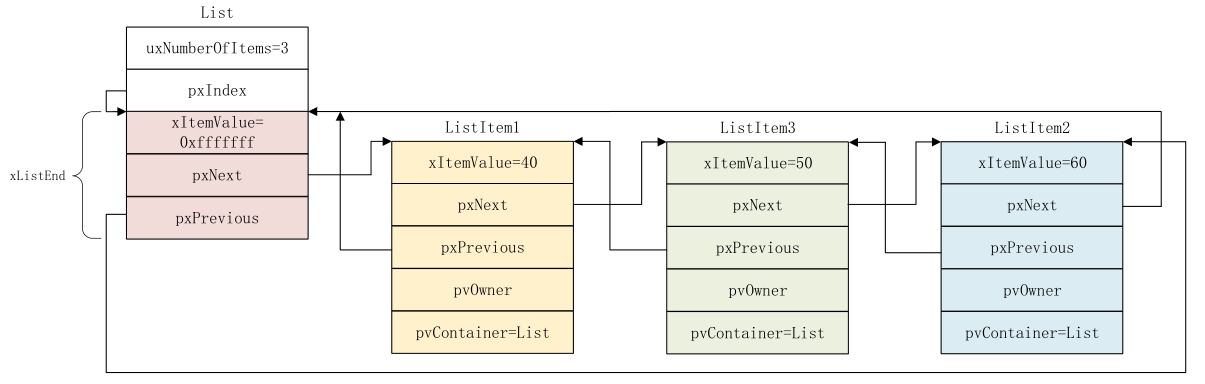 List
uxNumberOfItems=3
pxIndex
xItemValue=
0xfffffff
pxNext
pxPrevious
xListEnd
ListItem1
xItemValue=40
pxNext
pxPrevious
pvOwner
pvContainer=List
ListItem3
xItemValue=50
pxNext
pxPrevious
pvOwner
pvContainer=List
ListItem2
xItemValue=60
pxNext
pxPrevious
pvOwner
pvContainer=List